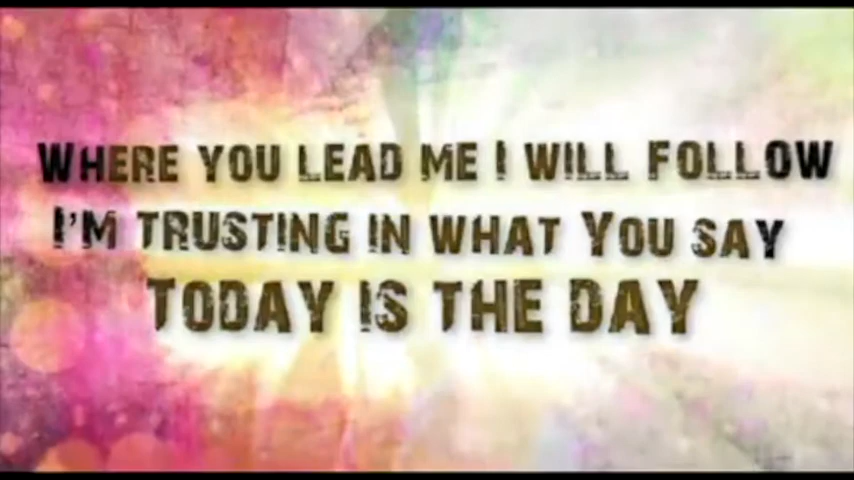 WHERE YOU LEAD ME I WILL FOLLOW
I'M TRUSTING IN WHAT YOU SAY
TODAY IS THE DAY